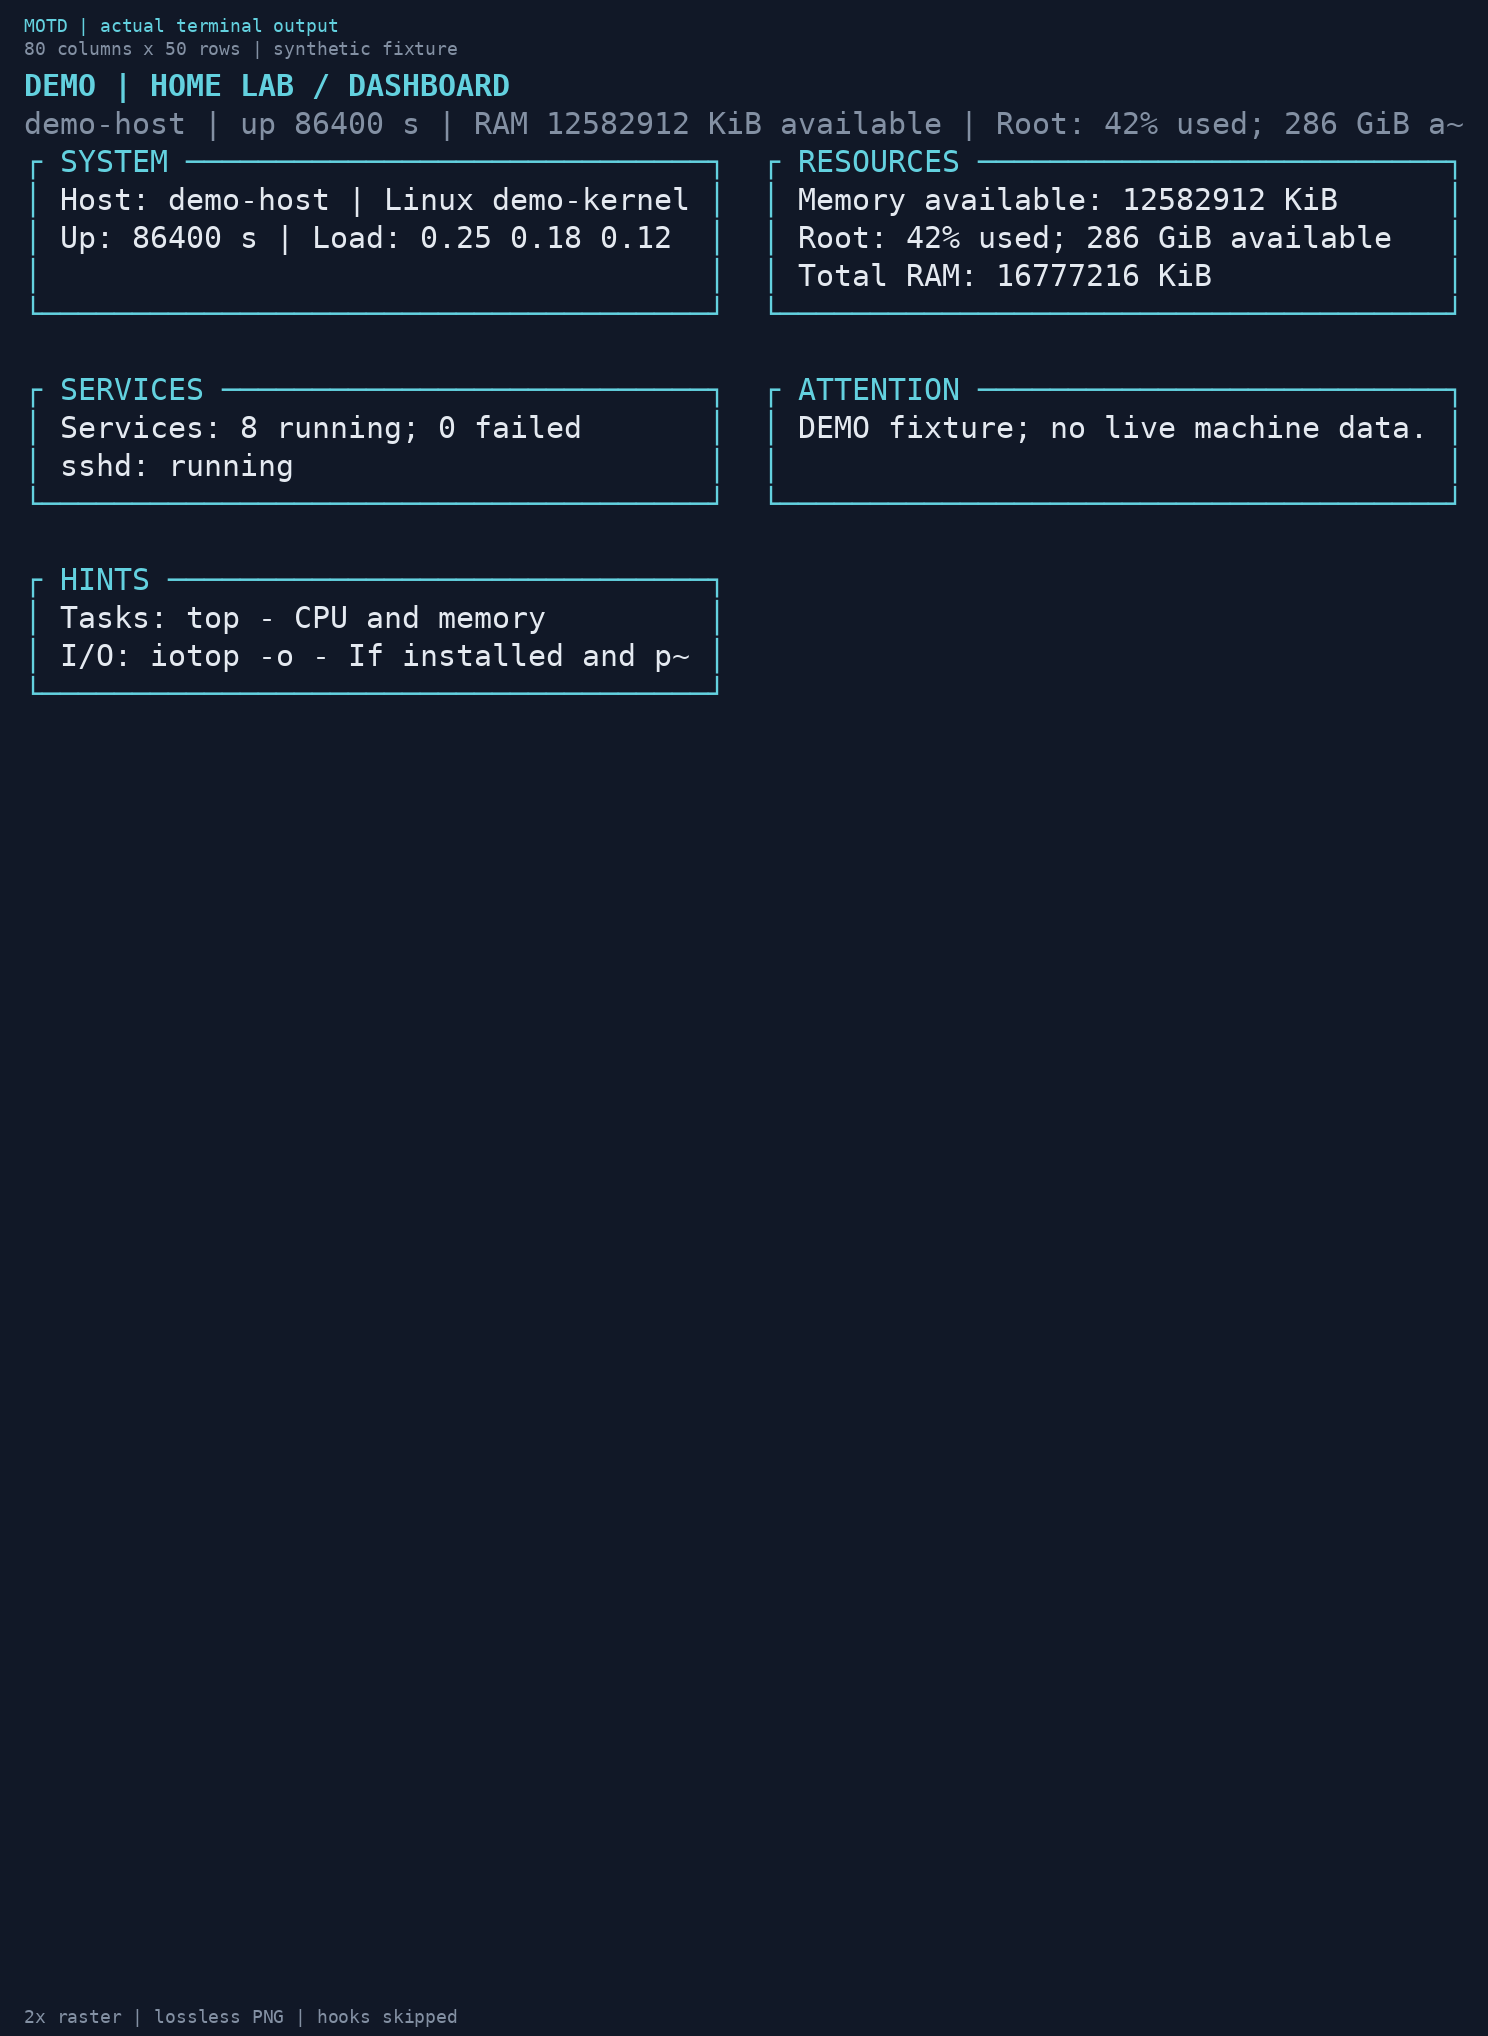 MOTD | actual terminal output
80 columns x 50 rows | synthetic fixture
DEMO | HOME LAB / DASHBOARD
demo-host | up 86400 s | RAM 12582912 KiB available | Root: 42% used; 286 GiB a~
SYSTEM
Host: demo-host | Linux demo-kernel
Up: 86400 s | Load: 0.25 0.18 0.12
RESOURCES
Memory available: 12582912 KiB
Root: 42% used; 286 GiB available
Total RAM: 16777216 KiB
SERVICES
Services: 8 running; 0 failed
sshd: running
ATTENTION
DEMO fixture; no live machine data.
HINTS
Tasks: top - CPU and memory
I/O: iotop -o - If installed and p~
2x raster | lossless PNG | hooks skipped